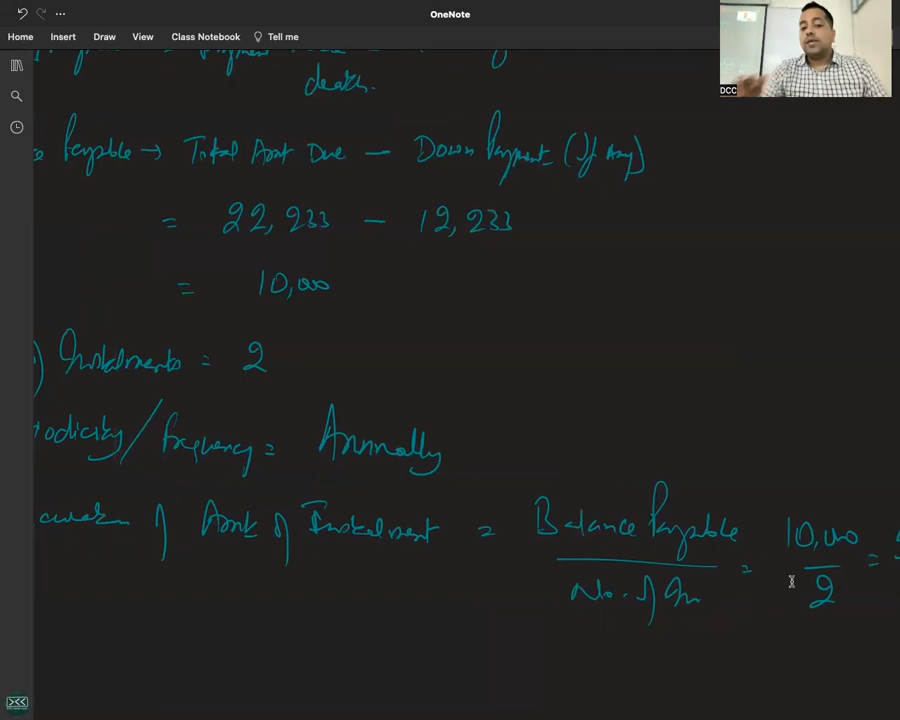 OneNote
Home Insert Draw View Class Notebook Tell me
DCC
death.
Payable → Total Amt Due — Down Payment (If Any)
= 22,233 — 12,233
= 10,000
Instalments = 2
/ frequency = Annually
Amt of Instalment = Balance Payable = 10,000 =
No. of 2